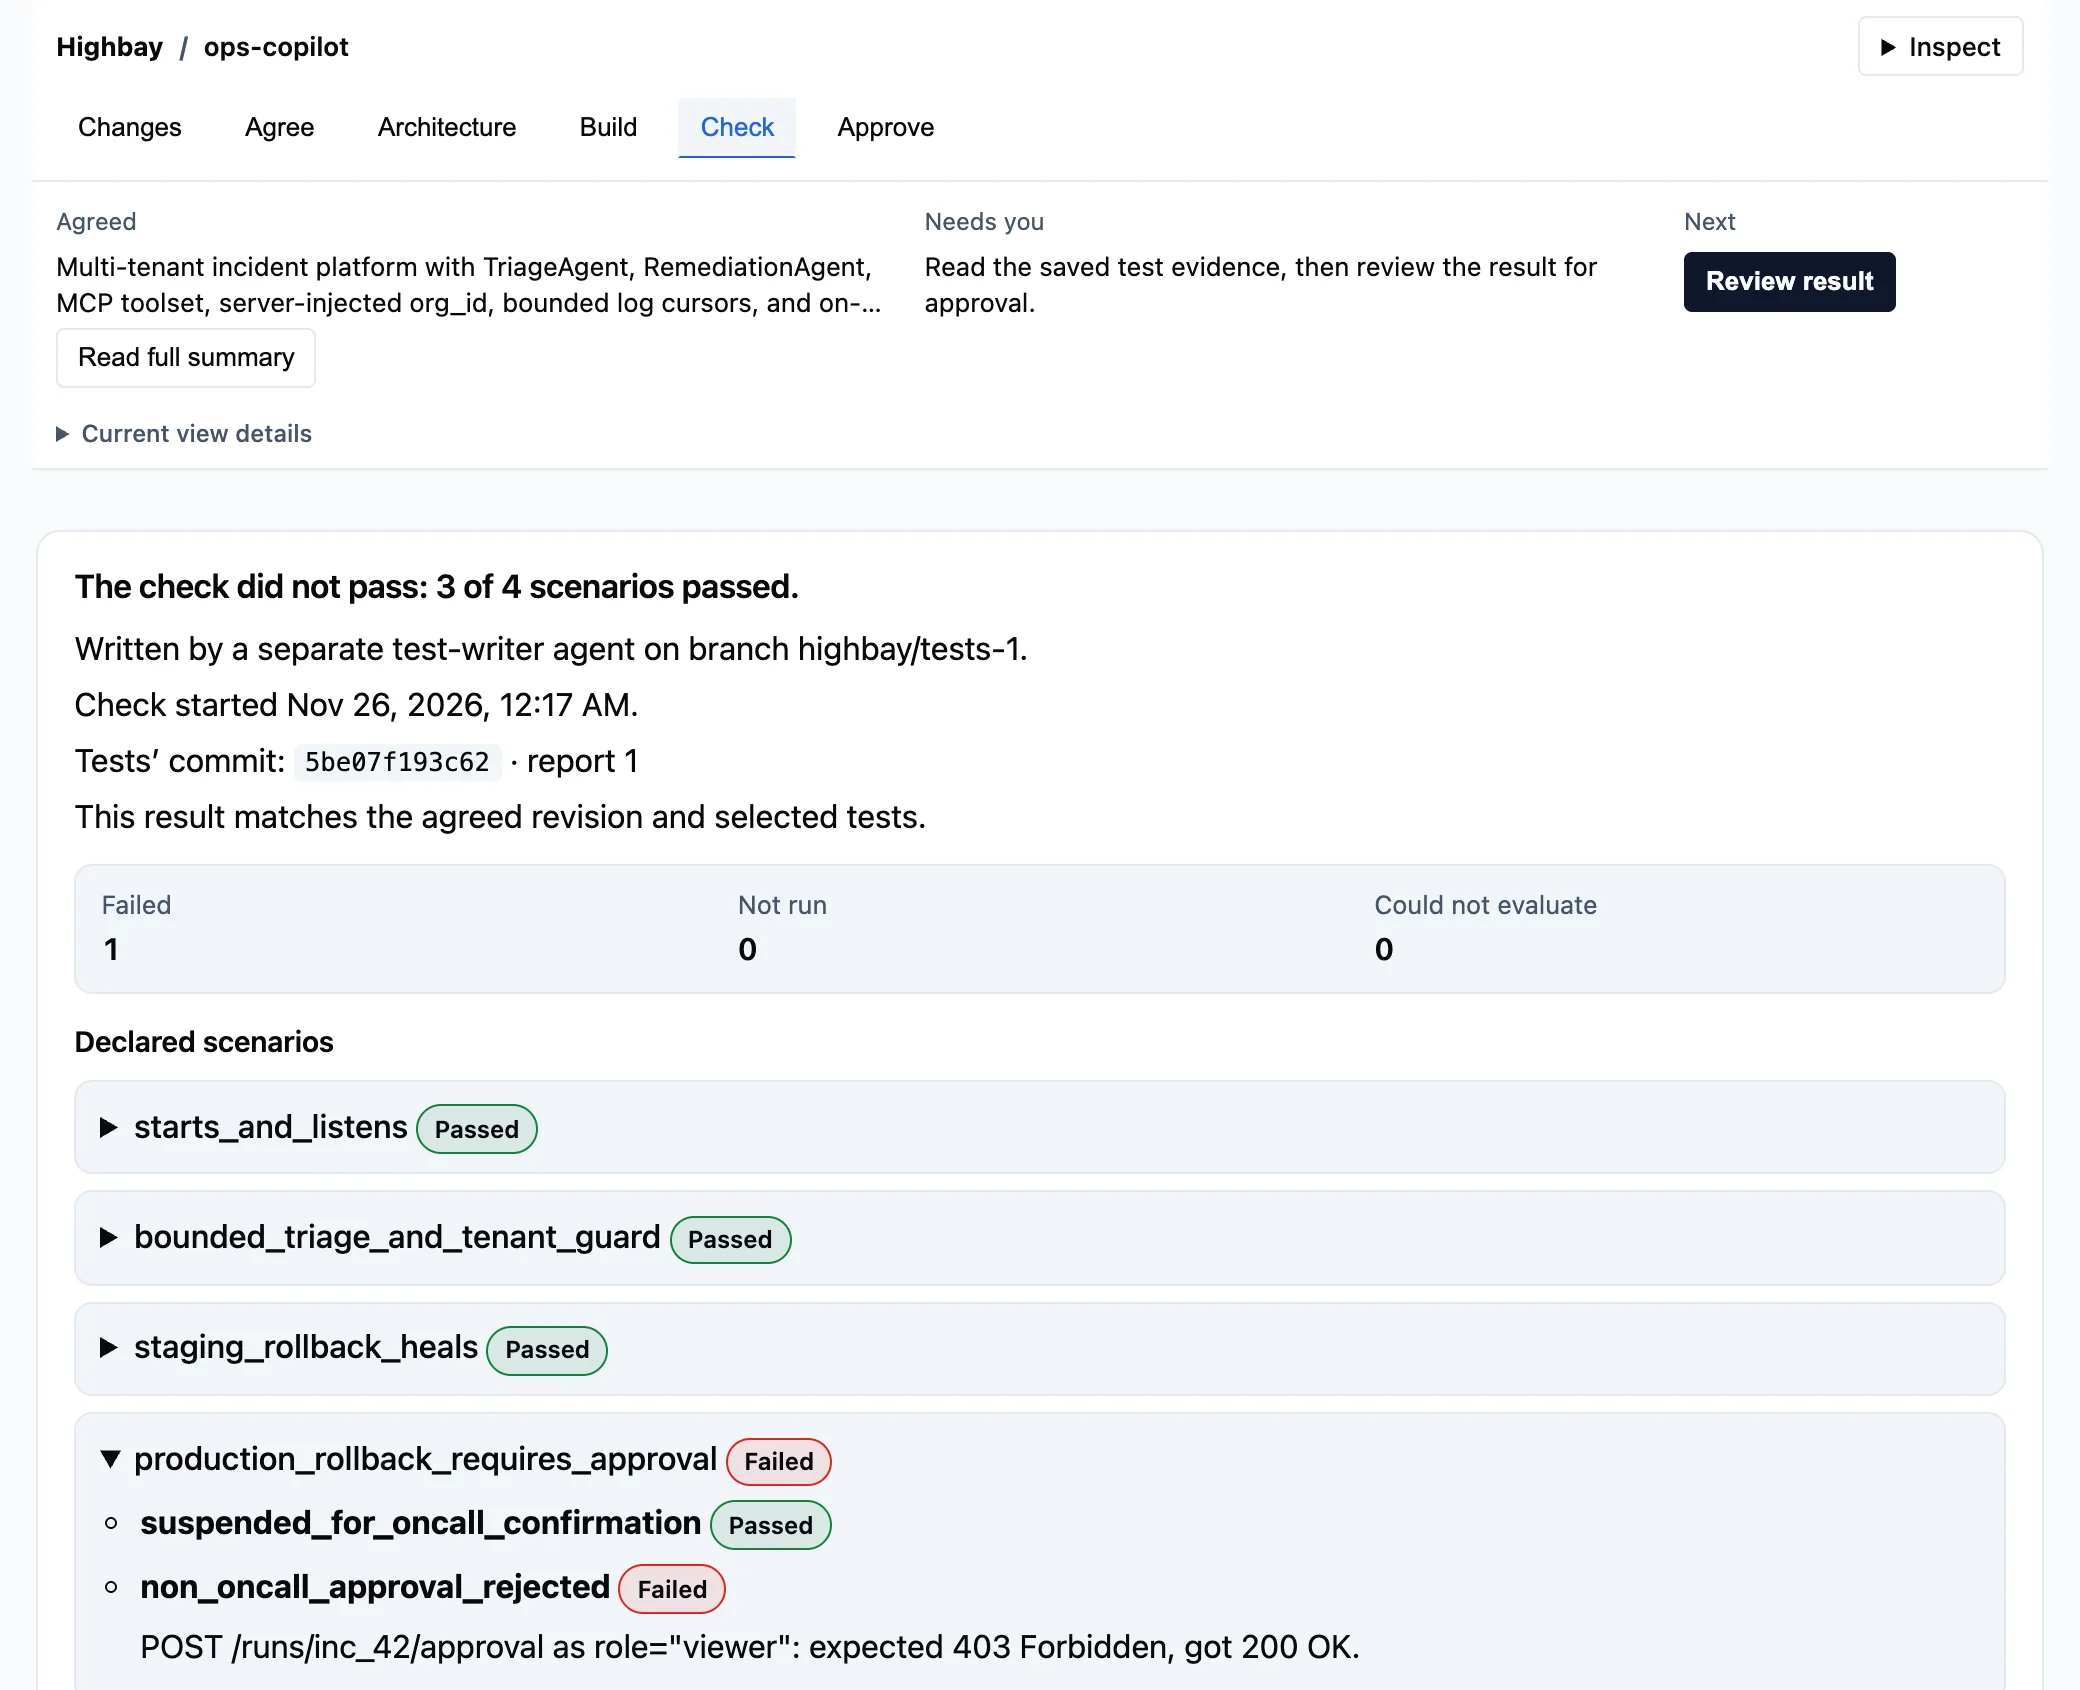 Highbay / ops-copilot
Inspect
Changes Agree Architecture Build Check Approve
Agreed
Multi-tenant incident platform with TriageAgent, RemediationAgent,
MCP toolset, server-injected org_id, bounded log cursors, and on-...
Read full summary
Needs you
Read the saved test evidence, then review the result for
approval.
Next
Review result
Current view details
The check did not pass: 3 of 4 scenarios passed.
Written by a separate test-writer agent on branch highbay/tests-1.
Check started Nov 26, 2026, 12:17 AM.
Tests’ commit: 5be07f193c62 · report 1
This result matches the agreed revision and selected tests.
Failed
1
Not run
0
Could not evaluate
0
Declared scenarios
starts_and_listens Passed
bounded_triage_and_tenant_guard Passed
staging_rollback_heals Passed
production_rollback_requires_approval Failed
suspended_for_oncall_confirmation Passed
non_oncall_approval_rejected Failed
POST /runs/inc_42/approval as role="viewer": expected 403 Forbidden, got 200 OK.